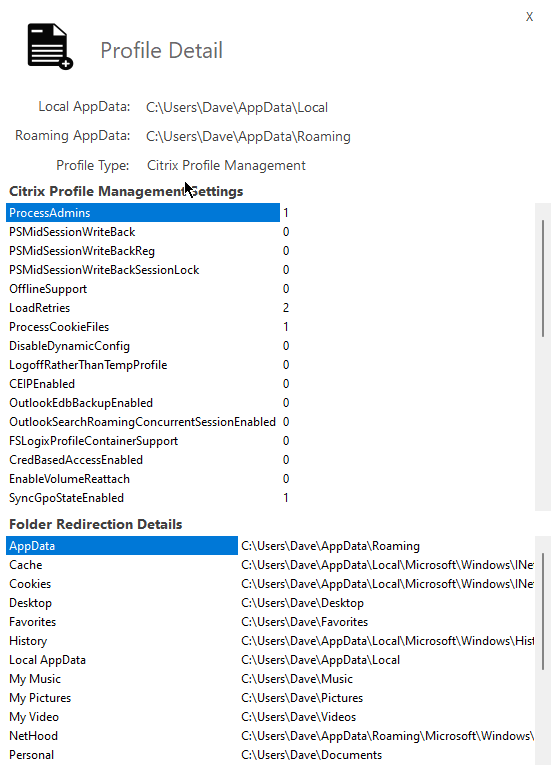 X
Profile Detail
Local AppData: C:\Users\Dave\AppData\Local
Roaming AppData: C:\Users\Dave\AppData\Roaming
Profile Type: Citrix Profile Management
Citrix Profile Management Settings
ProcessAdmins 1
PSMidSessionWriteBack 0
PSMidSessionWriteBackReg 0
PSMidSessionWriteBackSessionLock 0
OfflineSupport 0
LoadRetries 2
ProcessCookieFiles 1
DisableDynamicConfig 0
LogoffRatherThanTempProfile 0
CEIPEnabled 0
OutlookEdbBackupEnabled 0
OutlookSearchRoamingConcurrentSessionEnabled 0
FSLogixProfileContainerSupport 0
CredBasedAccessEnabled 0
EnableVolumeReattach 0
SyncGpoStateEnabled 1
Folder Redirection Details
AppData C:\Users\Dave\AppData\Roaming
Cache C:\Users\Dave\AppData\Local\Microsoft\Windows\INe
Cookies C:\Users\Dave\AppData\Local\Microsoft\Windows\INe
Desktop C:\Users\Dave\Desktop
Favorites C:\Users\Dave\Favorites
History C:\Users\Dave\AppData\Local\Microsoft\Windows\Hist
Local AppData C:\Users\Dave\AppData\Local
My Music C:\Users\Dave\Music
My Pictures C:\Users\Dave\Pictures
My Video C:\Users\Dave\Videos
NetHood C:\Users\Dave\AppData\Roaming\Microsoft\Windows\
Personal C:\Users\Dave\Documents